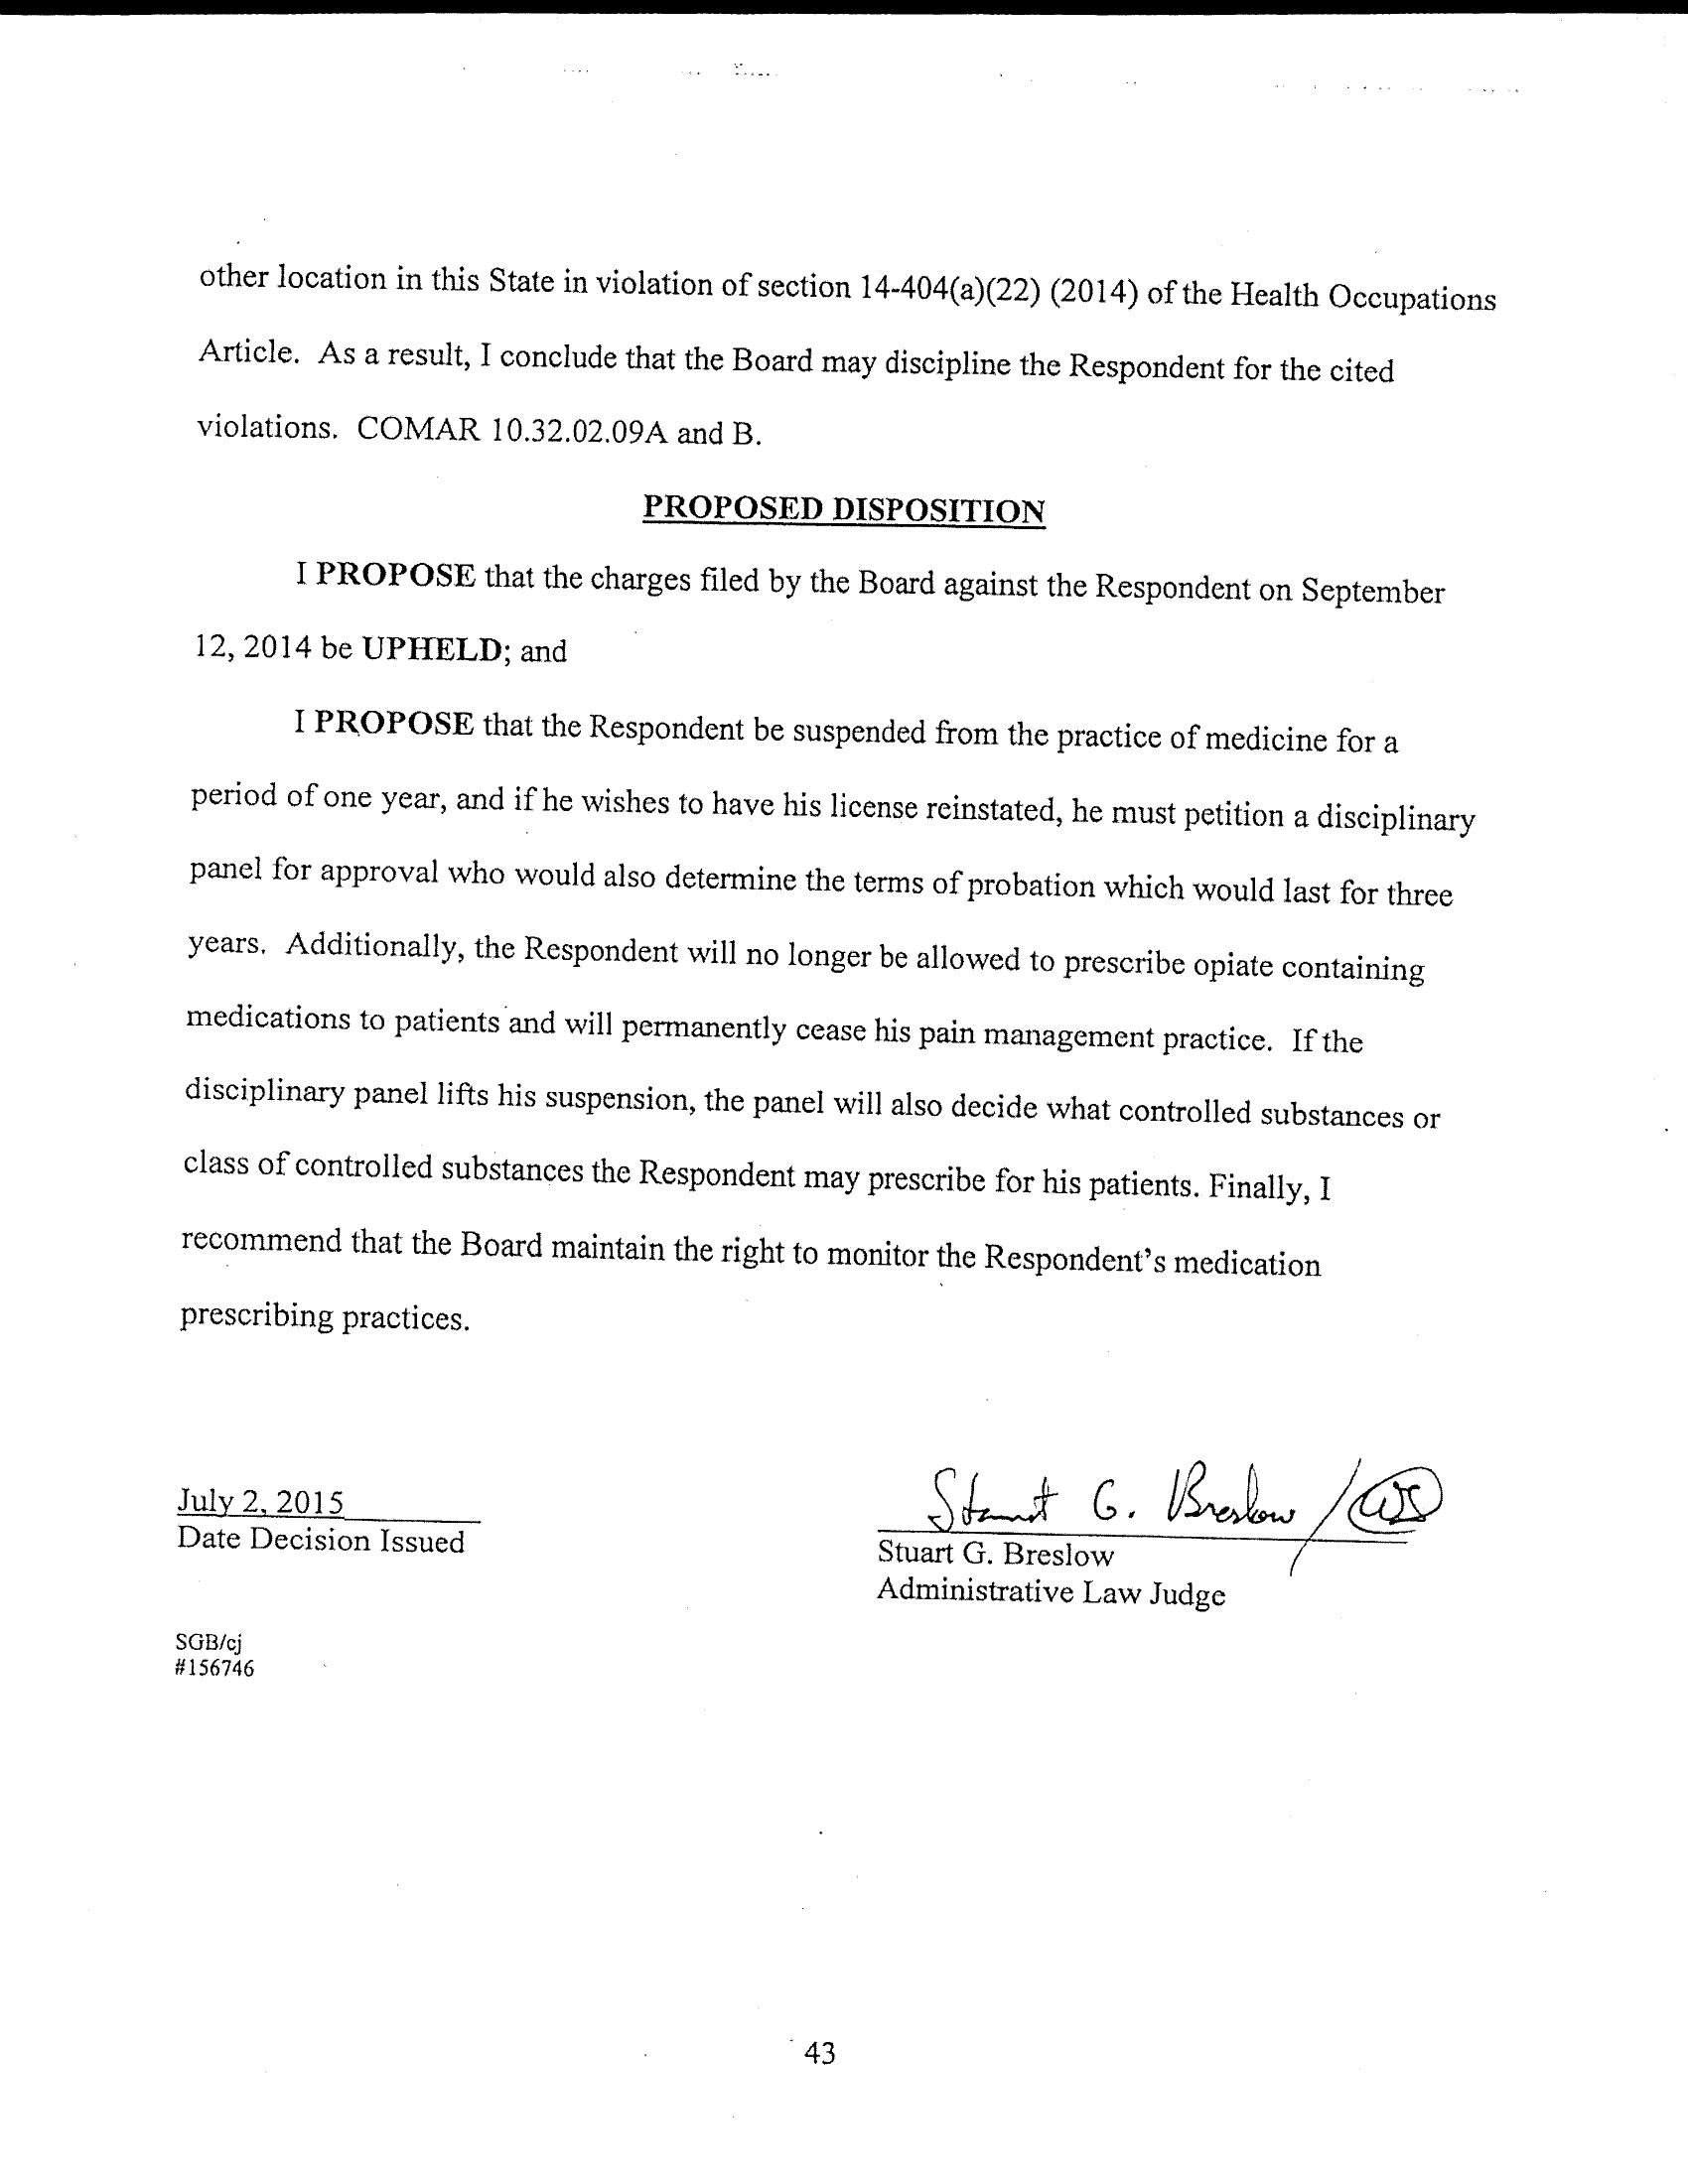 other location in this State in violation of section 14-404(a)(22) (2014) of the Health Occupations
Article. As a result, I conclude that the Board may discipline the Respondent for the cited
violations. COMAR 10.32.02.09A and B.
PROPOSED DISPOSITION
I PROPOSE that the charges filed by the Board against the Respondent on September
12, 2014 be UPHELD; and
I PROPOSE that the Respondent be suspended from the practice of medicine for a
period of one year, and if he wishes to have his license reinstated, he must petition a disciplinary
panel for approval who would also determine the terms of probation which would last for three
years. Additionally, the Respondent will no longer be allowed to prescribe opiate containing
medications to patients and will permanently cease his pain management practice. If the
disciplinary panel lifts his suspension, the panel will also decide what controlled substances or
class of controlled substances the Respondent may prescribe for his patients. Finally, I
recommend that the Board maintain the right to monitor the Respondent's medication
prescribing practices.
July 2, 2015
Date Decision Issued
Stuart G. Breslow /
Stuart G. Breslow
Administrative Law Judge
SGB/cj
#156746
43